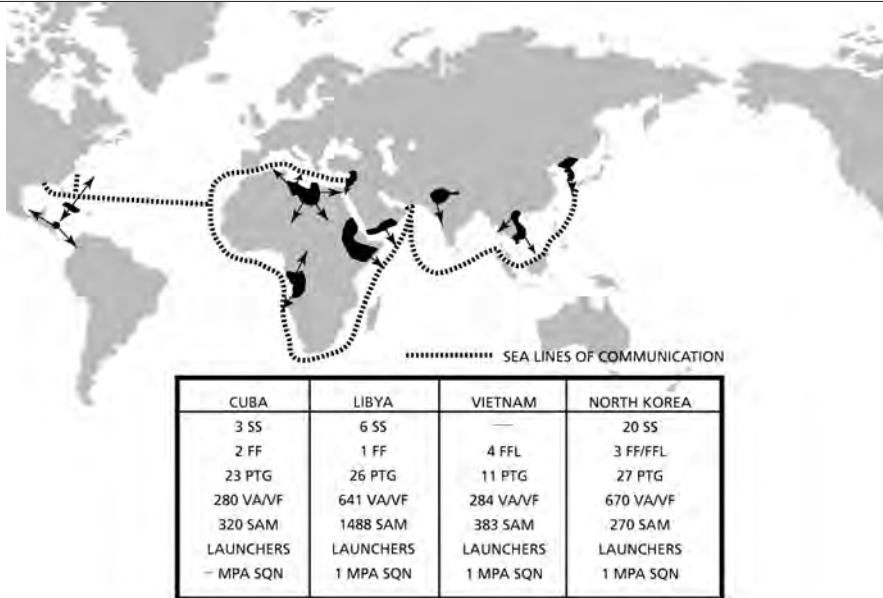 SEA LINES OF COMMUNICATION
CUBA LIBYA VIETNAM NORTH KOREA
3 SS 6 SS — 20 SS
2 FF 1 FF 4 FFL 3 FF/FFL
23 PTG 26 PTG 11 PTG 27 PTG
280 VA/VF 641 VA/VF 284 VA/VF 670 VA/VF
320 SAM 1488 SAM 383 SAM 270 SAM
LAUNCHERS LAUNCHERS LAUNCHERS LAUNCHERS
– MPA SQN 1 MPA SQN 1 MPA SQN 1 MPA SQN